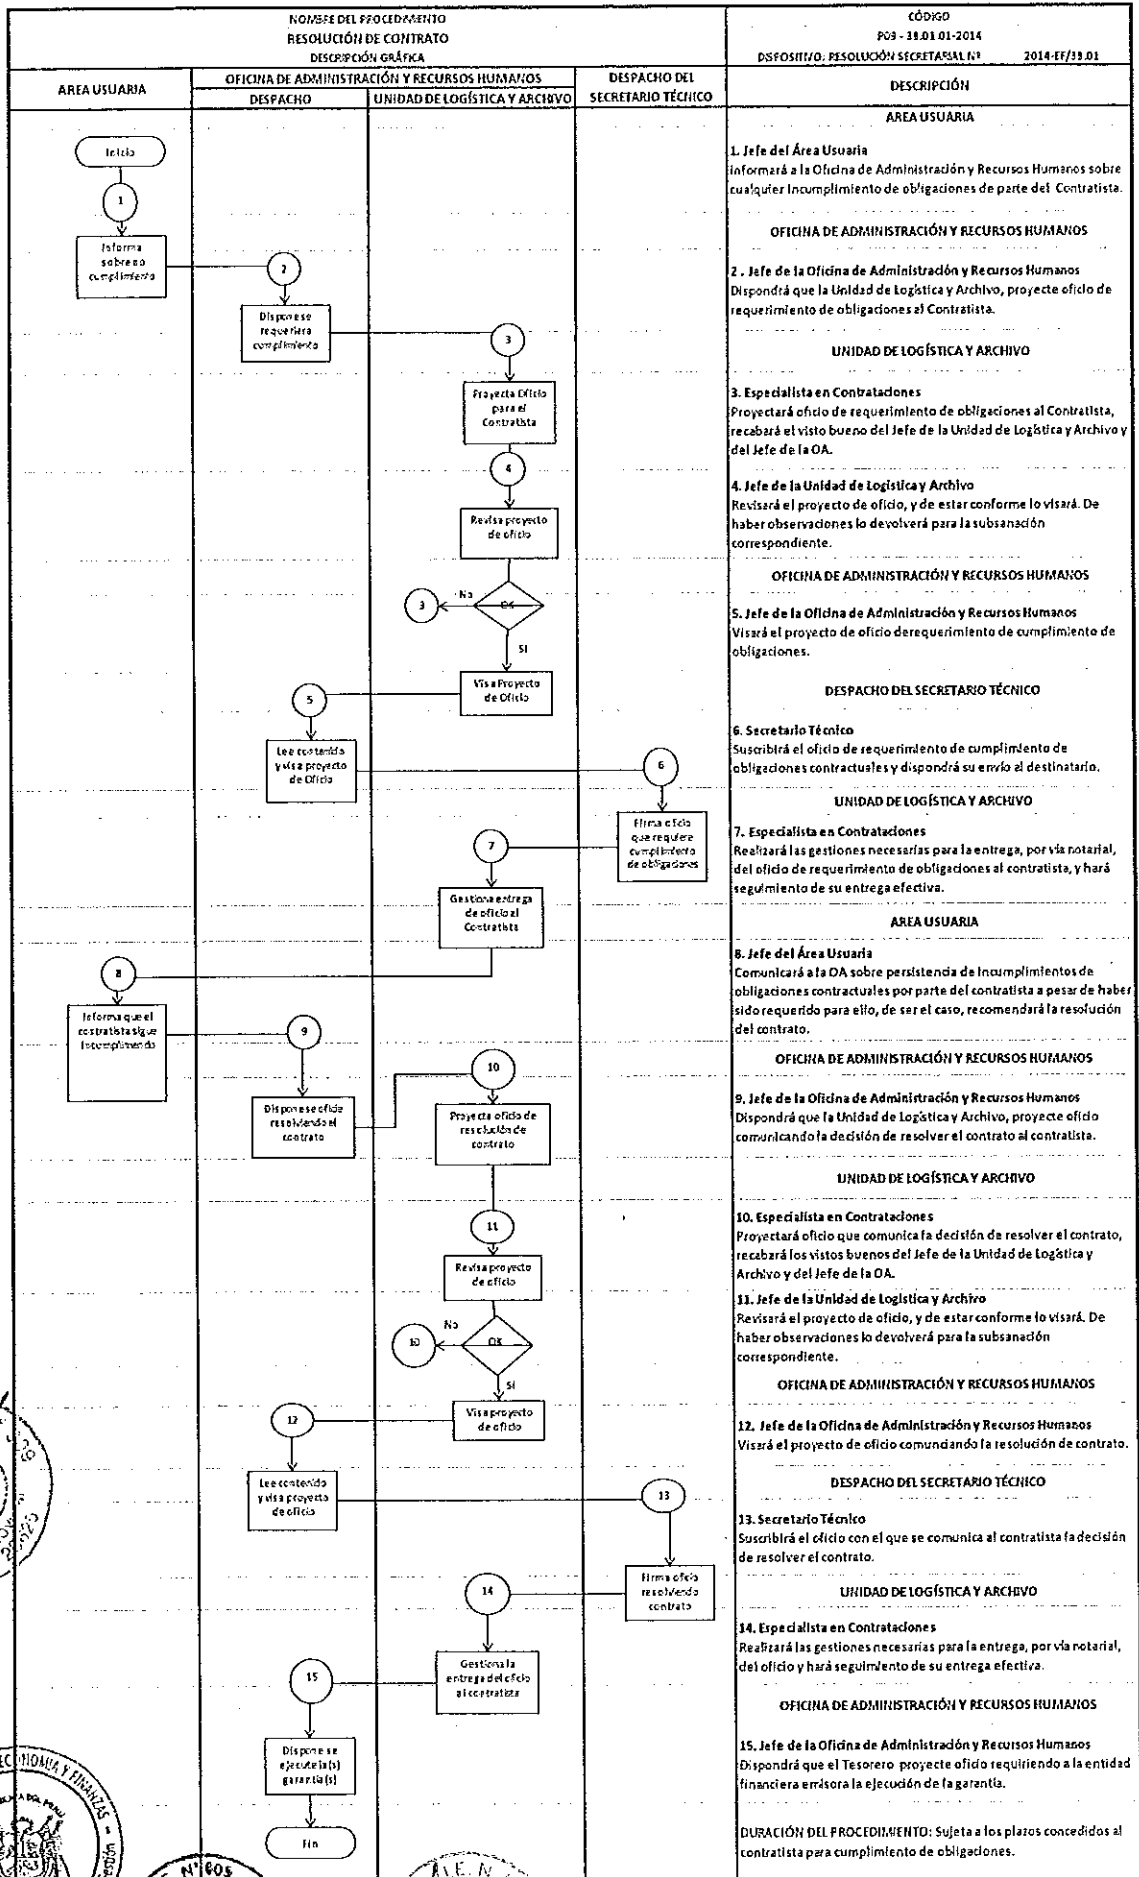 NOMBRE DEL PROCEDIMIENTO
RESOLUCIÓN DE CONTRATO
DESCRIPCIÓN GRÁFICA
CÓDIGO
P09 - 39.01.01-2014
DISPOSITIVO: RESOLUCIÓN SECRETARIAL N° 2014-EF/39.01
AREA USUARIA
OFICINA DE ADMINISTRACIÓN Y RECURSOS HUMANOS
DESPACHO
UNIDAD DE LOGÍSTICA Y ARCHIVO
DESPACHO DEL
SECRETARIO TÉCNICO
DESCRIPCIÓN
Inicio
1
Informa
sobre no
cumplimiento
2
Dispone se
requeriera
cumplimiento
3
Proyecta Oficio
para el
Contratista
4
Revisa proyecto
de oficio
OK
No
3
SI
Visa Proyecto
de Oficio
5
Lee contenido
y visa proyecto
de Oficio
6
Firma oficio
que requiere
cumplimiento
de obligaciones
7
Gestiona entrega
de oficio al
Contratista
8
Informa que el
contratista sigue
incumpliendo
9
Dispone se oficie
resolviendo el
contrato
10
Proyecta oficio de
resolución de
contrato
11
Revisa proyecto
de oficio
OK
No
10
Sí
Visa proyecto
de oficio
12
Lee contenido
y visa proyecto
de oficio
13
Firma oficio
resolviendo
contrato
14
Gestiona la
entrega del oficio
al contratista
15
Dispone se
ejecute la(s)
garantía(s)
Fin
AREA USUARIA
1. Jefe del Área Usuaria
Informará a la Oficina de Administración y Recursos Humanos sobre
cualquier Incumplimiento de obligaciones de parte del Contratista.
OFICINA DE ADMINISTRACIÓN Y RECURSOS HUMANOS
2 . Jefe de la Oficina de Administración y Recursos Humanos
Dispondrá que la Unidad de Logística y Archivo, proyecte oficio de
requerimiento de obligaciones al Contratista.
UNIDAD DE LOGÍSTICA Y ARCHIVO
3. Especialista en Contrataciones
Proyectará oficio de requerimiento de obligaciones al Contratista,
recabará el visto bueno del Jefe de la Unidad de Logística y Archivo y
del Jefe de la OA.
4. Jefe de la Unidad de Logística y Archivo
Revisará el proyecto de oficio, y de estar conforme lo visará. De
haber observaciones lo devolverá para la subsanación
correspondiente.
OFICINA DE ADMINISTRACIÓN Y RECURSOS HUMANOS
5. Jefe de la Oficina de Administración y Recursos Humanos
Visará el proyecto de oficio derequerimiento de cumplimiento de
obligaciones.
DESPACHO DEL SECRETARIO TÉCNICO
6. Secretario Técnico
Suscribirá el oficio de requerimiento de cumplimiento de
obligaciones contractuales y dispondrá su envío al destinatario.
UNIDAD DE LOGÍSTICA Y ARCHIVO
7. Especialista en Contrataciones
Realizará las gestiones necesarias para la entrega, por vía notarial,
del oficio de requerimiento de obligaciones al contratista, y hará
seguimiento de su entrega efectiva.
AREA USUARIA
8. Jefe del Área Usuaria
Comunicará a la OA sobre persistencia de Incumplimientos de
obligaciones contractuales por parte del contratista a pesar de haber
sido requerido para ello, de ser el caso, recomendará la resolución
del contrato.
OFICINA DE ADMINISTRACIÓN Y RECURSOS HUMANOS
9. Jefe de la Oficina de Administración y Recursos Humanos
Dispondrá que la Unidad de Logística y Archivo, proyecte oficio
comunicando la decisión de resolver el contrato al contratista.
UNIDAD DE LOGÍSTICA Y ARCHIVO
10. Especialista en Contrataciones
Proyectará oficio que comunica la decisión de resolver el contrato,
recabará los vistos buenos del Jefe de la Unidad de Logística y
Archivo y del Jefe de la OA.
11. Jefe de la Unidad de Logística y Archivo
Revisará el proyecto de oficio, y de estar conforme lo visará. De
haber observaciones lo devolverá para la subsanación
correspondiente.
OFICINA DE ADMINISTRACIÓN Y RECURSOS HUMANOS
12. Jefe de la Oficina de Administración y Recursos Humanos
Visará el proyecto de oficio comunciando la resolución de contrato.
DESPACHO DEL SECRETARIO TÉCNICO
13. Secretario Técnico
Suscribirá el oficio con el que se comunica al contratista la decisión
de resolver el contrato.
UNIDAD DE LOGÍSTICA Y ARCHIVO
14. Especialista en Contrataciones
Realizará las gestiones necesarias para la entrega, por vía notarial,
del oficio y hará seguimiento de su entrega efectiva.
OFICINA DE ADMINISTRACIÓN Y RECURSOS HUMANOS
15. Jefe de la Oficina de Administración y Recursos Humanos
Dispondrá que el Tesorero proyecte oficio requiriendo a la entidad
financiera emisora la ejecución de la garantía.
DURACIÓN DEL PROCEDIMIENTO: Sujeta a los plazos concedidos al
contratista para cumplimiento de obligaciones.
ECONOMIA Y FINANZAS